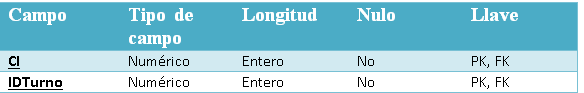 Campo Tipo de campo Longitud Nulo Llave
CI Numérico Entero No PK, FK
IDTurno Numérico Entero No PK, FK